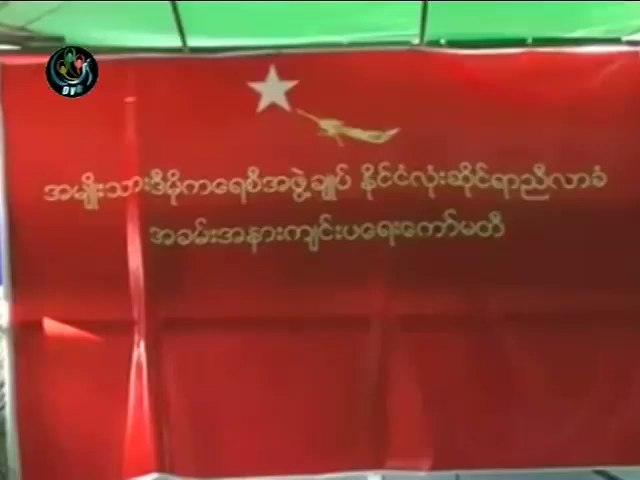 DVB
အမျိုးသားဒီမိုကရေစီအဖွဲ့ချုပ် နိုင်ငံလုံးဆိုင်ရာညီလာခံ
အခမ်းအနားကျင်းပရေးကော်မတီ